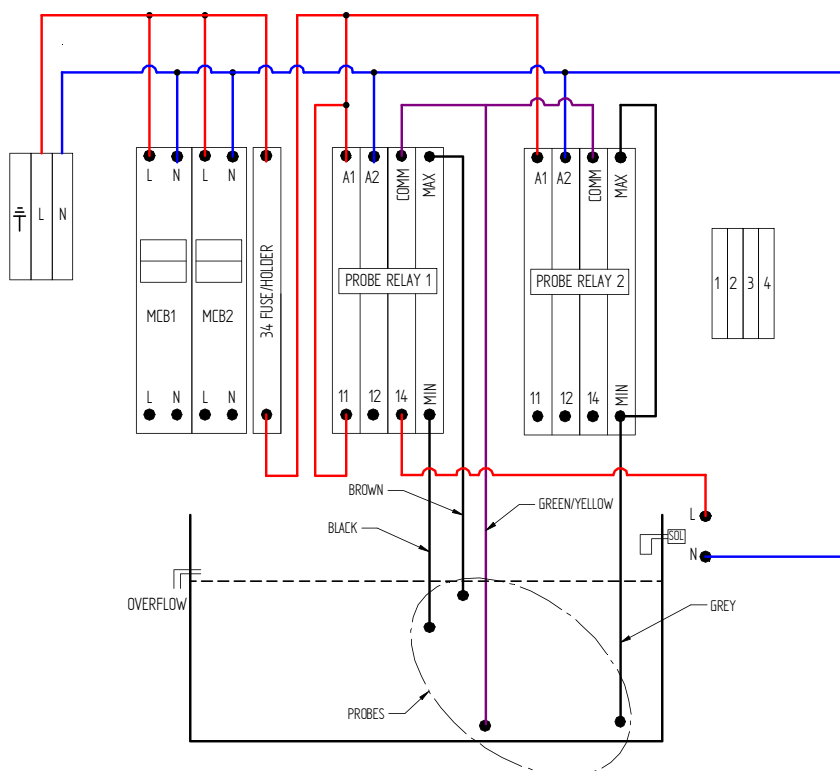 L
N
L
N
L
N
MCB1
MCB2
L
N
L
N
34 FUSE/HOLDER
A1
A2
COMM
MAX
PROBE RELAY 1
11
12
14
MIN
A1
A2
COMM
MAX
PROBE RELAY 2
11
12
14
MIN
1
2
3
4
BROWN
GREEN/YELLOW
BLACK
L
SOL
N
OVERFLOW
GREY
PROBES